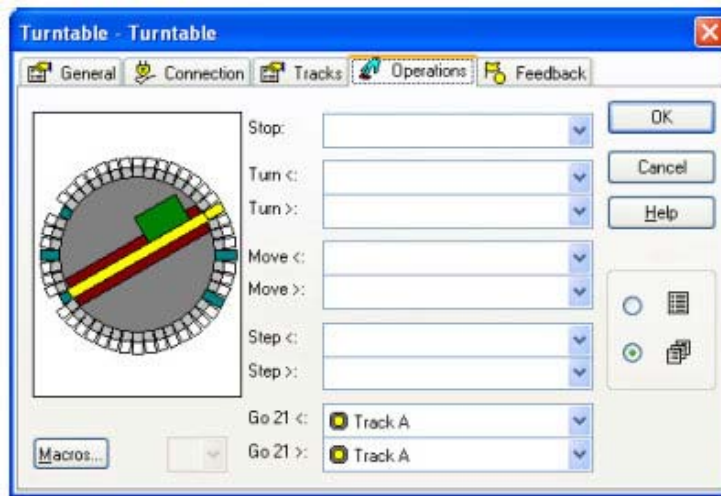 Turntable - Turntable
General Connection Tracks Operations Feedback
Stop:
Turn <:
Turn >:
Move <:
Move >:
Step <:
Step >:
Go 21 <: Track A
Go 21 >: Track A
Macros...
OK
Cancel
Help